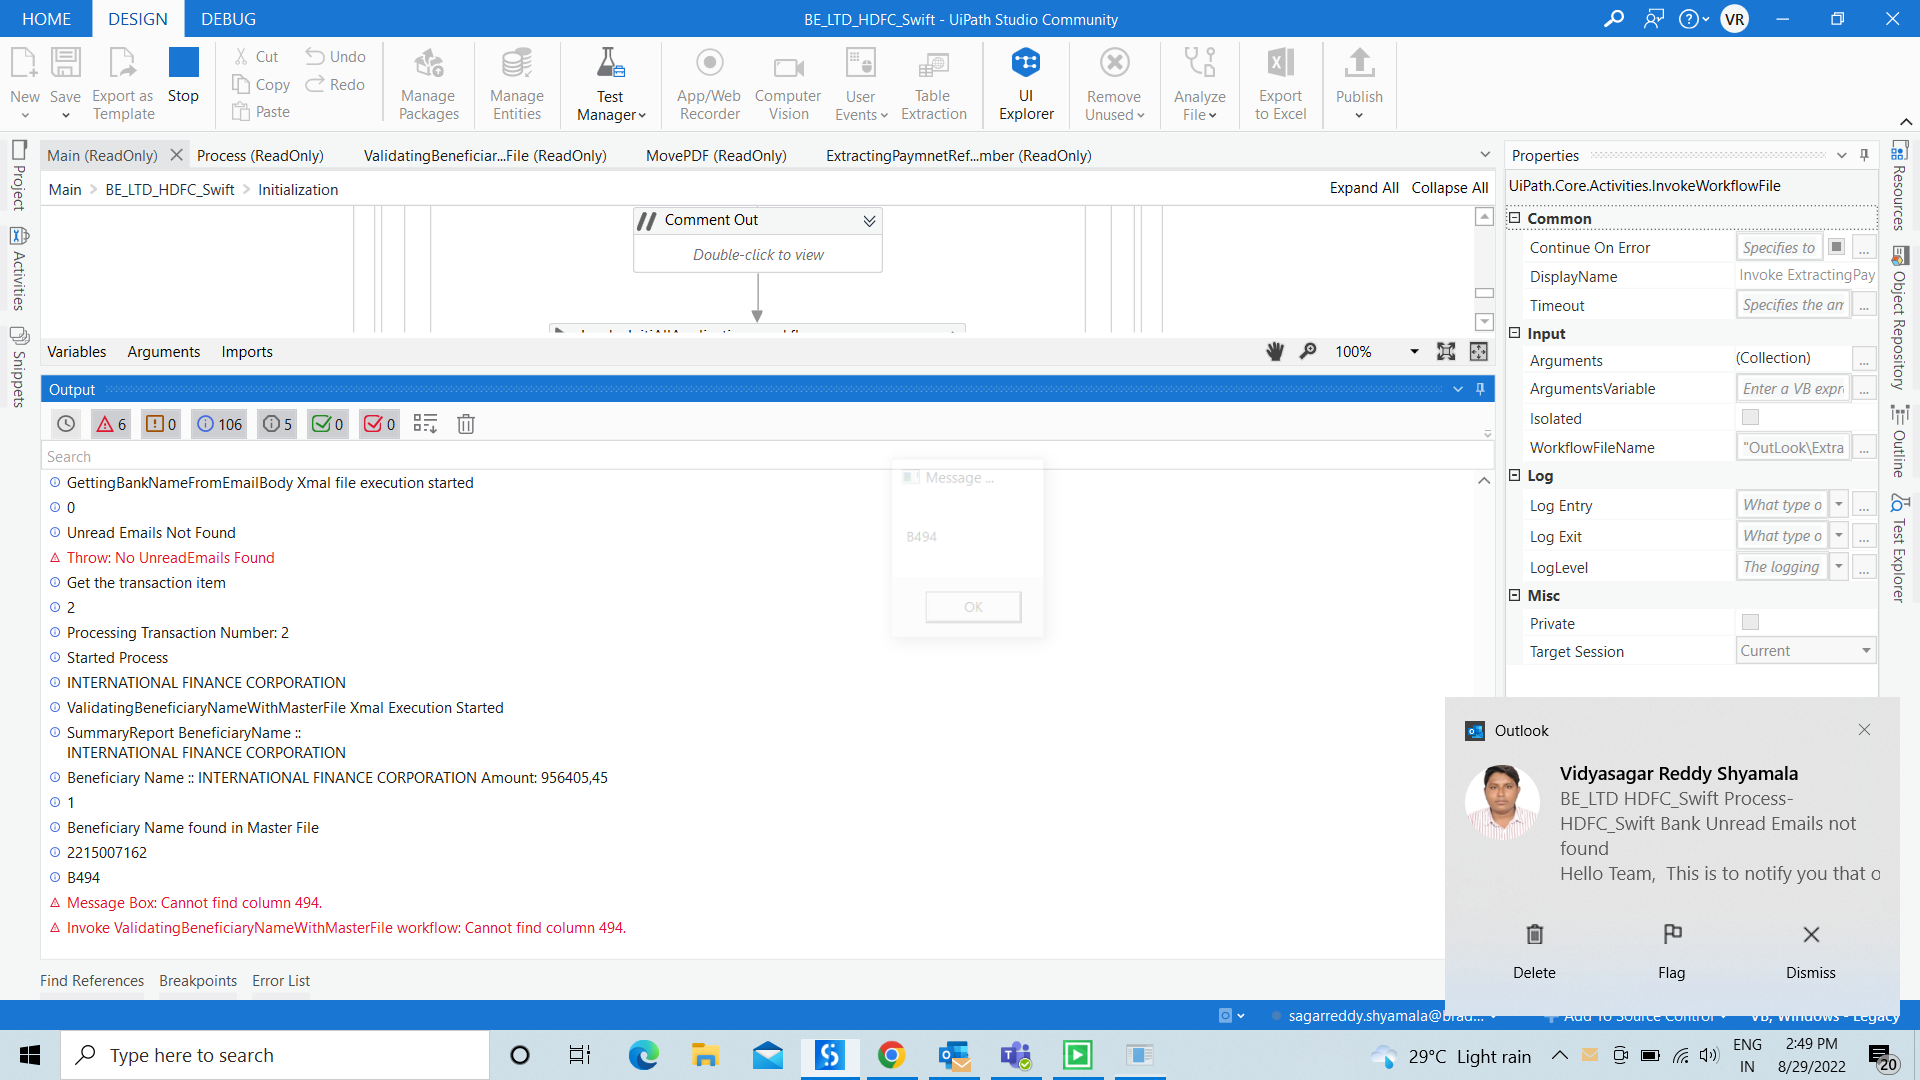 HOME DESIGN DEBUG BE_LTD_HDFC_Swift - UiPath Studio Community VR
New Save Export as Template Stop Cut Copy Paste Undo Redo Manage Packages Manage Entities Test Manager App/Web Recorder Computer Vision User Events Table Extraction UI Explorer Remove Unused Analyze File Export to Excel Publish
Main (ReadOnly) Process (ReadOnly) ValidatingBeneficiar...File (ReadOnly) MovePDF (ReadOnly) ExtractingPaymnetRef...mber (ReadOnly)
Main > BE_LTD_HDFC_Swift > Initialization Expand All Collapse All
Project
Activities
Snippets
// Comment Out
Double-click to view
Variables Arguments Imports 100%
Output
6 0 106 5 0 0
Search
GettingBankNameFromEmailBody Xmal file execution started
0
Unread Emails Not Found
Throw: No UnreadEmails Found
Get the transaction item
2
Processing Transaction Number: 2
Started Process
INTERNATIONAL FINANCE CORPORATION
ValidatingBeneficiaryNameWithMasterFile Xmal Execution Started
SummaryReport BeneficiaryName ::
INTERNATIONAL FINANCE CORPORATION
Beneficiary Name :: INTERNATIONAL FINANCE CORPORATION Amount: 956405,45
1
Beneficiary Name found in Master File
2215007162
B494
Message Box: Cannot find column 494.
Invoke ValidatingBeneficiaryNameWithMasterFile workflow: Cannot find column 494.
Message ...
B494
OK
Find References Breakpoints Error List
Properties
UiPath.Core.Activities.InvokeWorkflowFile
Common
Continue On Error Specifies to ...
DisplayName Invoke ExtractingPay
Timeout Specifies the am ...
Input
Arguments (Collection) ...
ArgumentsVariable Enter a VB expr ...
Isolated
WorkflowFileName "OutLook\Extra ...
Log
Log Entry What type o ...
Log Exit What type o ...
LogLevel The logging ...
Misc
Private
Target Session Current
Resources
Object Repository
Outline
Test Explorer
Outlook
Vidyasagar Reddy Shyamala
BE_LTD HDFC_Swift Process-
HDFC_Swift Bank Unread Emails not
found
Hello Team, This is to notify you that o
Delete Flag Dismiss
sagarreddy.shyamala@brad... Add To Source Control VB, Windows - Legacy
Type here to search 29°C Light rain ENG IN 2:49 PM 8/29/2022 20